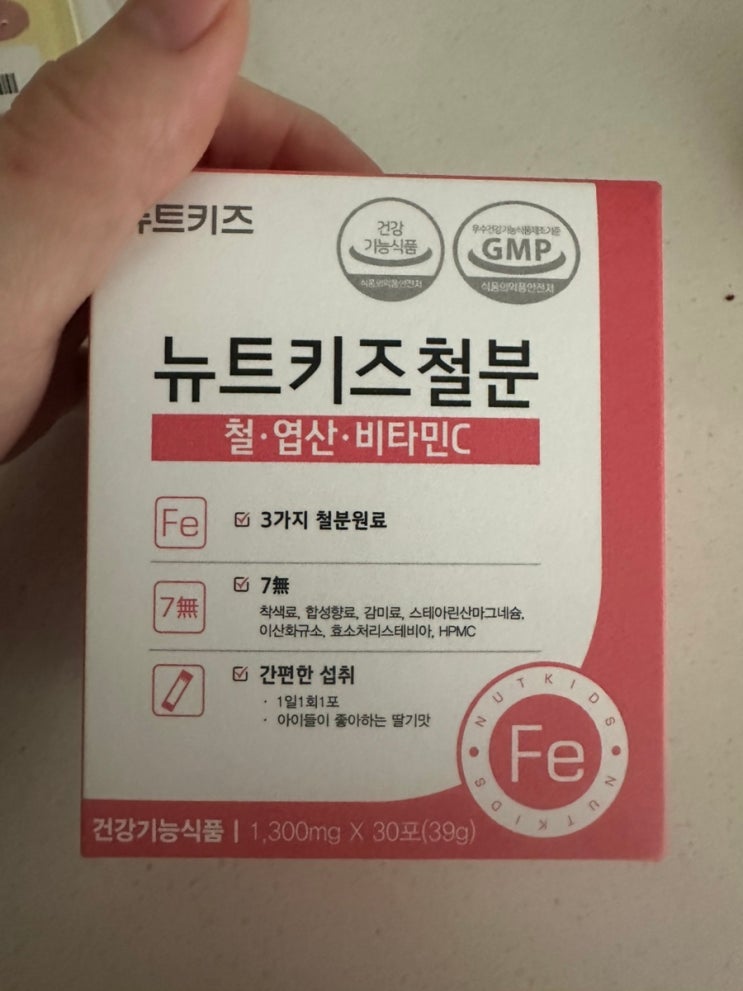 뉴트키즈
건강
기능식품
식품의약품안전처
우수건강기능식품제조기준
GMP
식품의약품안전처
뉴트키즈철분
철·엽산·비타민C
Fe
3가지 철분원료
7無
7無
착색료, 합성향료, 감미료, 스테아린산마그네슘,
이산화규소, 효소처리스테비아, HPMC
간편한 섭취
· 1일1회1포
· 아이들이 좋아하는 딸기맛
NUTKIDS · NUTKIDS ·
Fe
건강기능식품 | 1,300mg X 30포(39g)